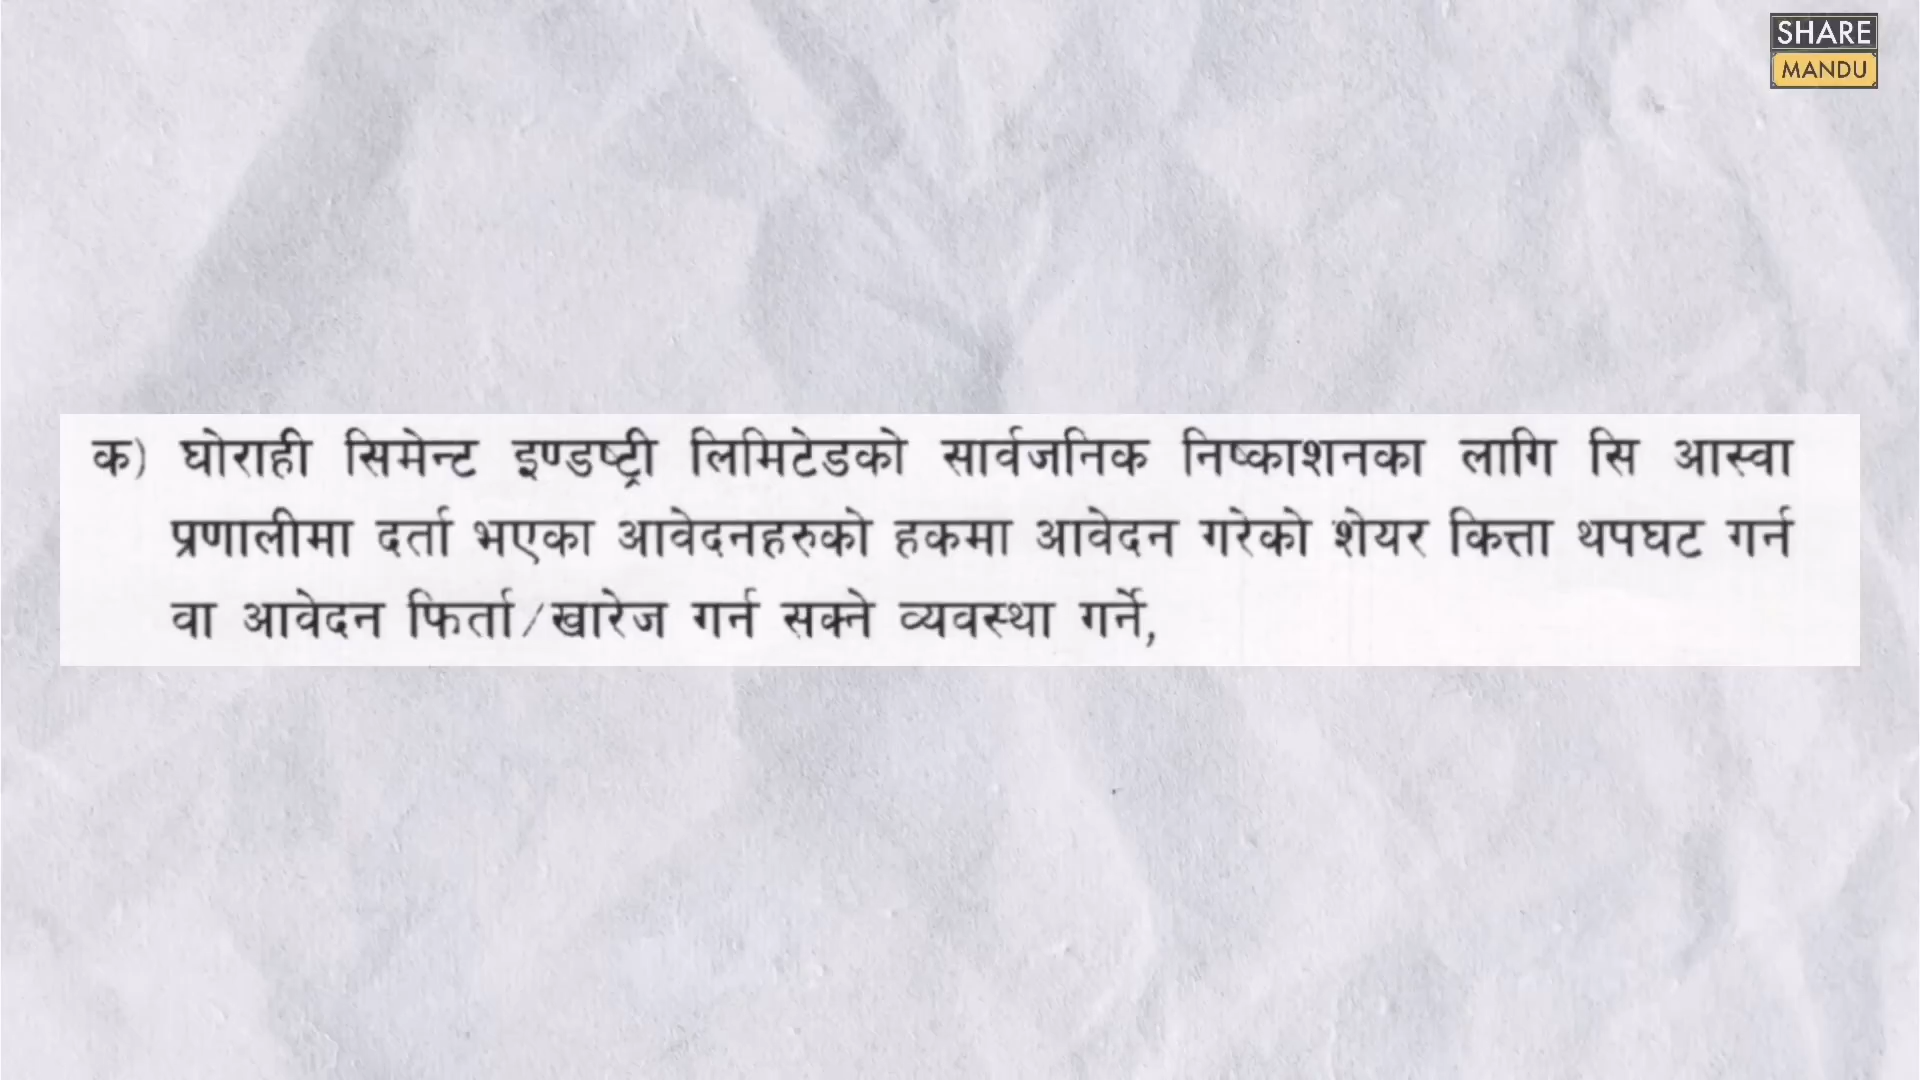 SHARE
MANDU
क) घोराही सिमेन्ट इण्डष्ट्री लिमिटेडको सार्वजनिक निष्काशनका लागि सि आस्वा
प्रणालीमा दर्ता भएका आवेदनहरुको हकमा आवेदन गरेको शेयर कित्ता थपघट गर्न
वा आवेदन फिर्ता/खारेज गर्न सक्ने व्यवस्था गर्ने,